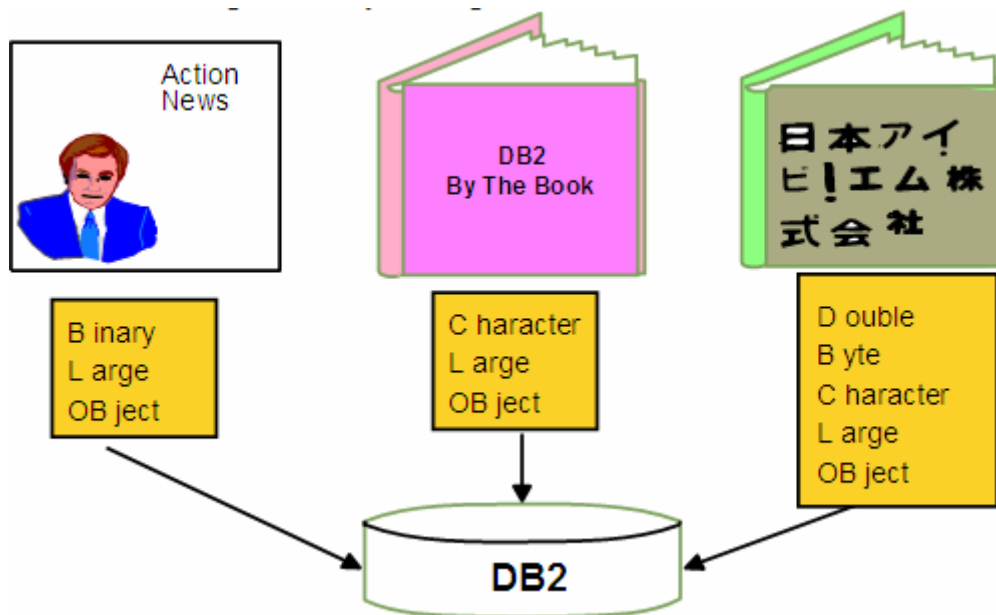 Action
News
DB2
By The Book
日本アイ
ビ!エム株
式会社
B inary
L arge
OB ject
C haracter
L arge
OB ject
D ouble
B yte
C haracter
L arge
OB ject
DB2